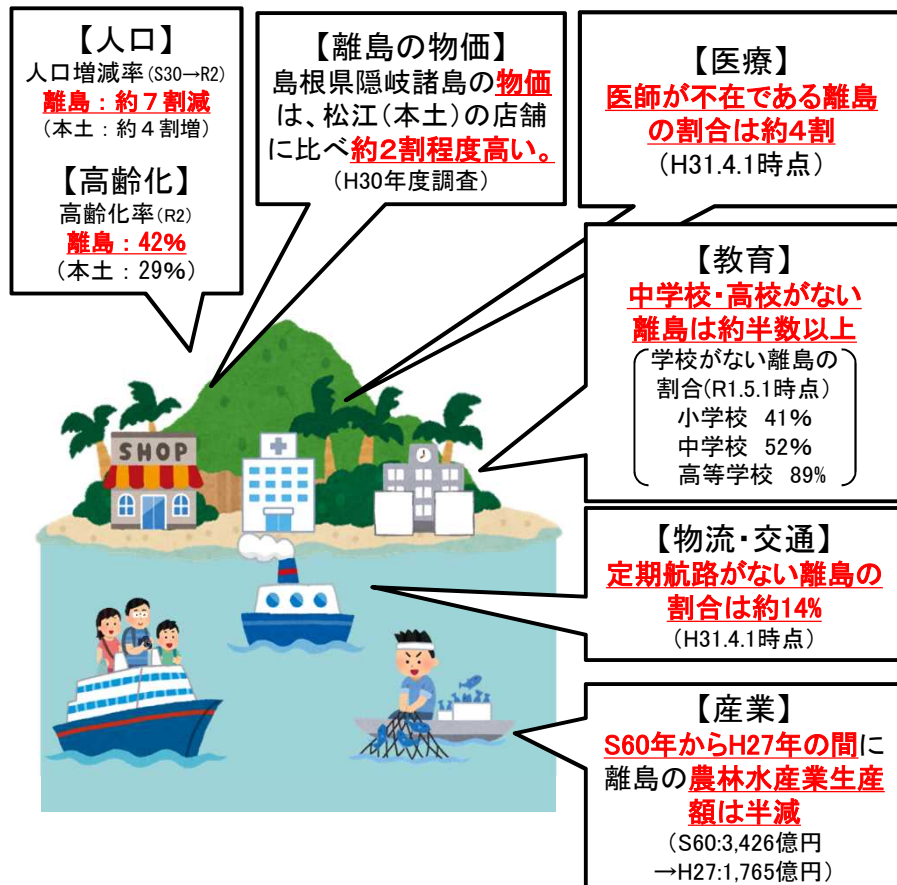 【人口】
人口増減率(S30→R2)
離島：約７割減
(本土：約４割増)
【高齢化】
高齢化率(R2)
離島：42%
(本土：29%)
【離島の物価】
島根県隠岐諸島の物価
は、松江(本土)の店舗
に比べ約2割程度高い。
(H30年度調査)
【医療】
医師が不在である離島
の割合は約4割
(H31.4.1時点)
【教育】
中学校・高校がない
離島は約半数以上
学校がない離島の
割合(R1.5.1時点)
小学校 41%
中学校 52%
高等学校 89%
SHOP
【物流・交通】
定期航路がない離島の
割合は約14%
(H31.4.1時点)
【産業】
S60年からH27年の間に
離島の農林水産業生産
額は半減
(S60:3,426億円
→H27:1,765億円)